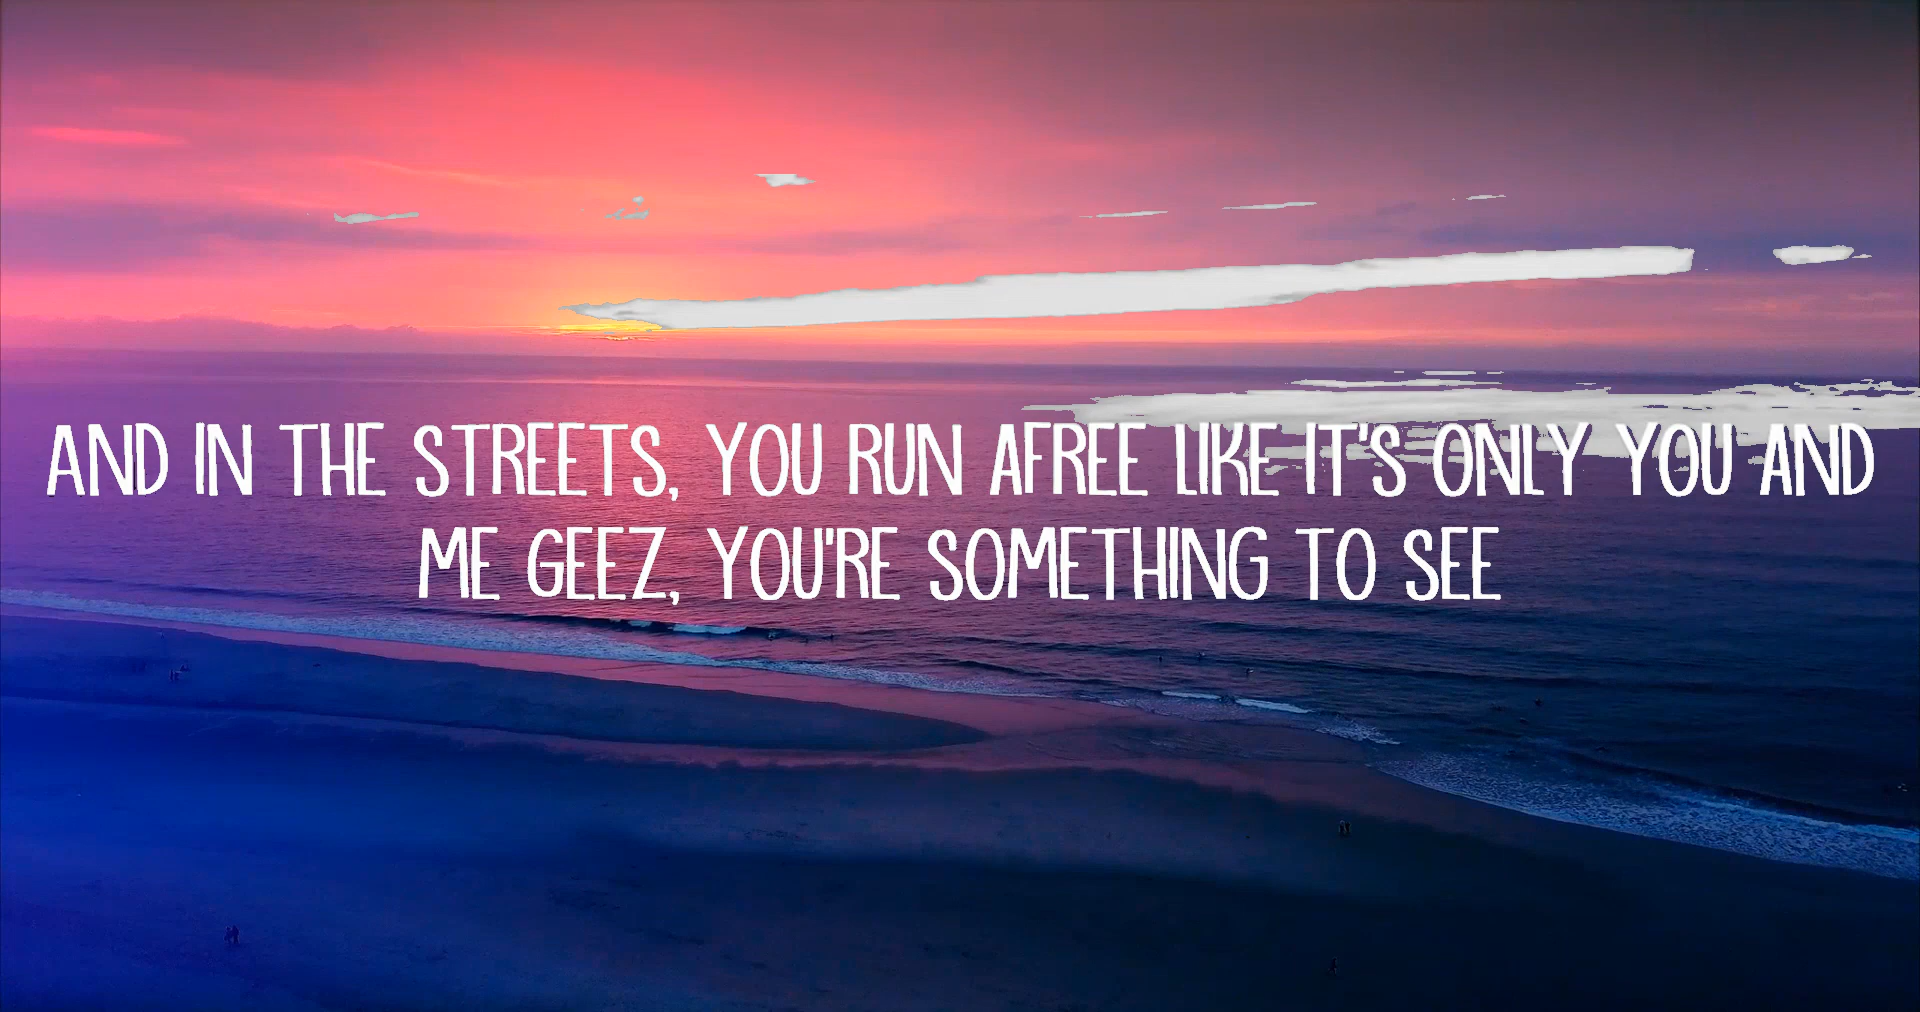 AND IN THE STREETS, YOU RUN AFREE LIKE IT'S ONLY YOU AND
ME GEEZ, YOU'RE SOMETHING TO SEE